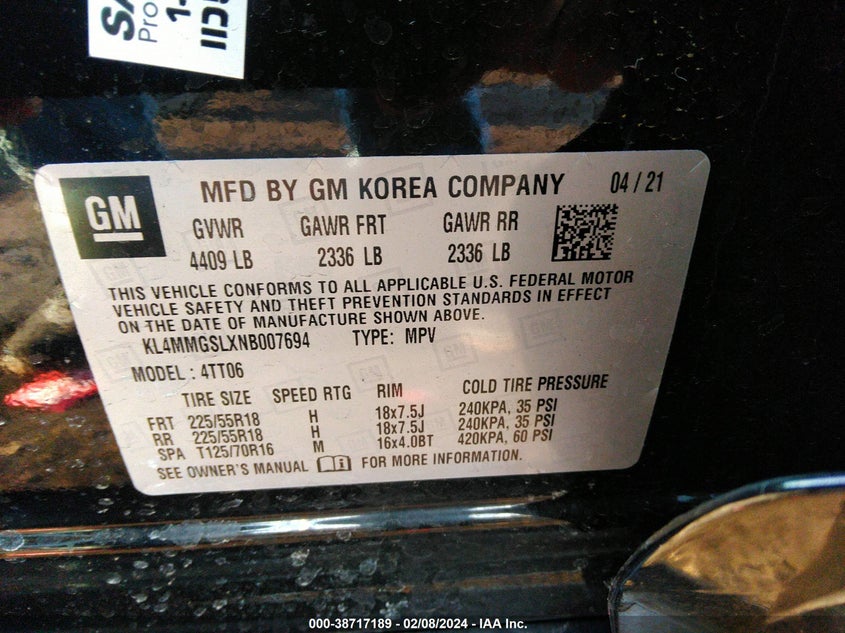 SA
Pro
1-
GM
MFD BY GM KOREA COMPANY 04 / 21
GVWR GAWR FRT GAWR RR
4409 LB 2336 LB 2336 LB
THIS VEHICLE CONFORMS TO ALL APPLICABLE U.S. FEDERAL MOTOR
VEHICLE SAFETY AND THEFT PREVENTION STANDARDS IN EFFECT
ON THE DATE OF MANUFACTURE SHOWN ABOVE.
KL4MMGSLXNB007694 TYPE: MPV
MODEL : 4TT06
TIRE SIZE SPEED RTG RIM COLD TIRE PRESSURE
FRT 225/55R18 H 18x7.5J 240KPA, 35 PSI
RR 225/55R18 H 18x7.5J 240KPA, 35 PSI
SPA T125/70R16 M 16x4.0BT 420KPA, 60 PSI
SEE OWNER'S MANUAL FOR MORE INFORMATION.
000-38717189 - 02/08/2024 - IAA Inc.